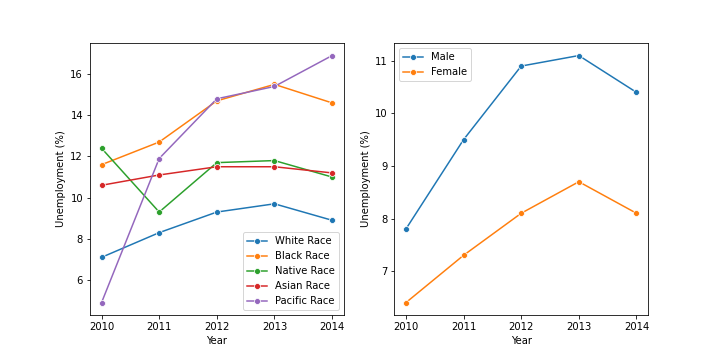 Unemployment (%)
16
14
12
10
8
6
2010 2011 2012 2013 2014
Year
White Race
Black Race
Native Race
Asian Race
Pacific Race
Unemployment (%)
11
10
9
8
7
2010 2011 2012 2013 2014
Year
Male
Female